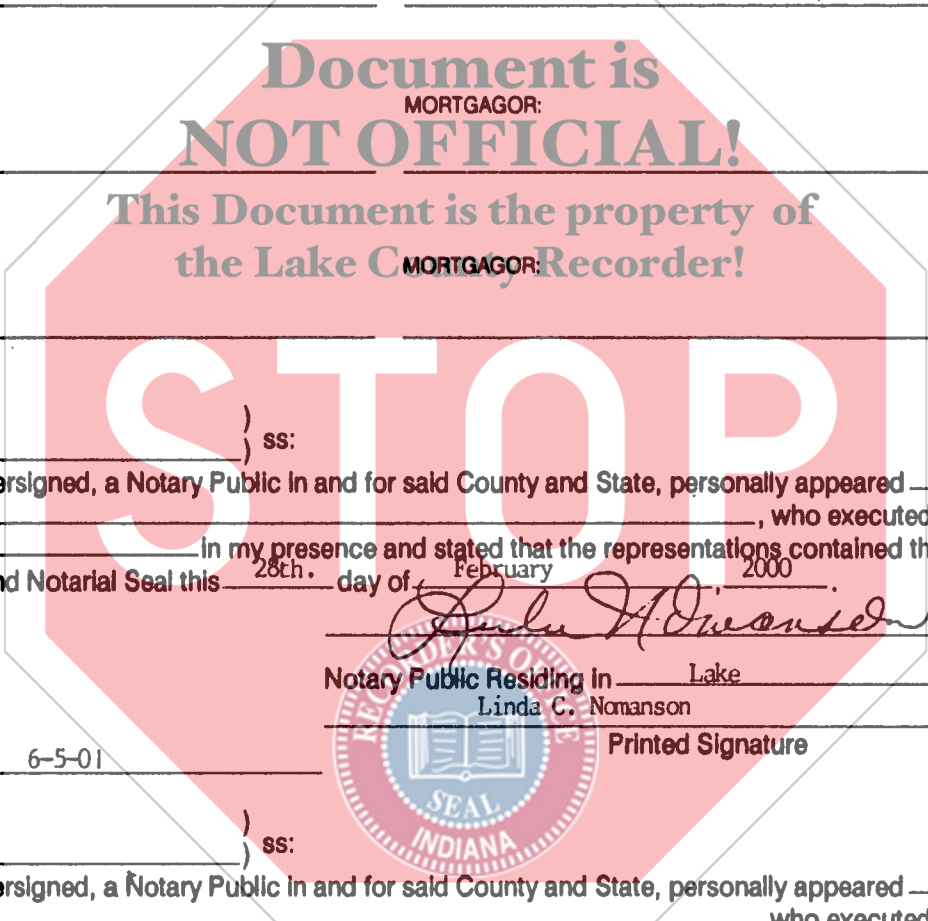 Document is
MORTGAGOR:
NOT OFFICIAL!
This Document is the property of
the Lake County Recorder!
MORTGAGOR:
STOP
)
) ss:
ersigned, a Notary Public in and for said County and State, personally appeared
, who executed
in my presence and stated that the representations contained th
nd Notarial Seal this 28th. day of February, 2000.
Notary Public Residing in Lake
Linda C. Nomanson
Printed Signature
6-5-01
RECORDER'S OFFICE
SEAL
INDIANA
)
) ss:
ersigned, a Notary Public in and for said County and State, personally appeared
who executed